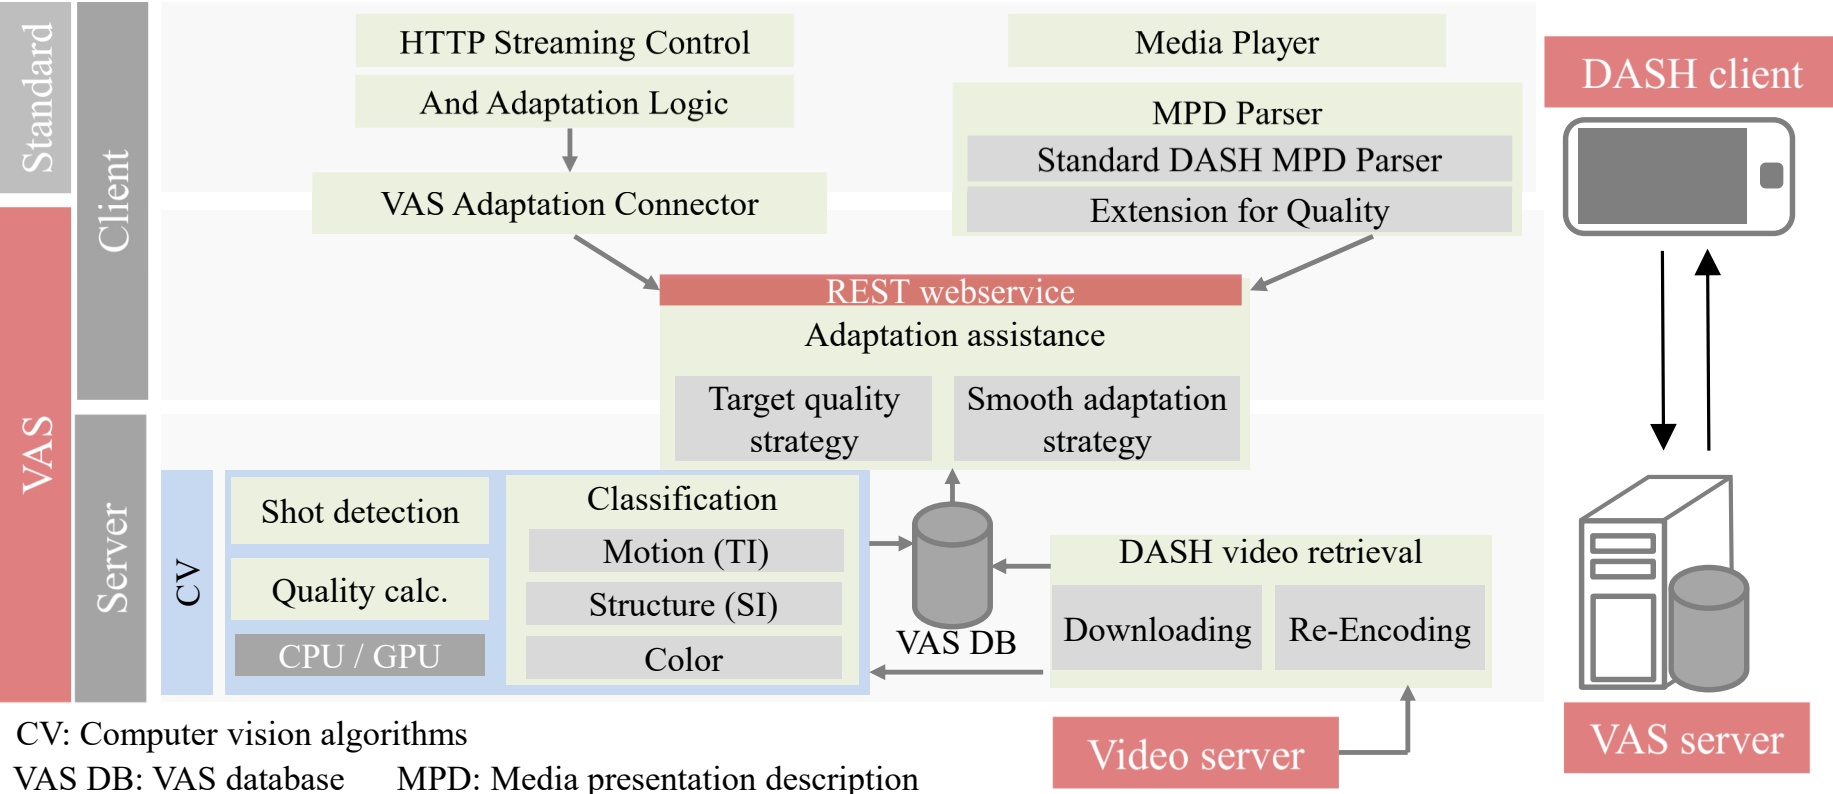 Standard
Client
HTTP Streaming Control
And Adaptation Logic
VAS Adaptation Connector
Media Player
MPD Parser
Standard DASH MPD Parser
Extension for Quality
DASH client
VAS
REST webservice
Adaptation assistance
Target quality
strategy
Smooth adaptation
strategy
Server
CV
Shot detection
Quality calc.
CPU / GPU
Classification
Motion (TI)
Structure (SI)
Color
VAS DB
DASH video retrieval
Downloading
Re-Encoding
Video server
VAS server
CV: Computer vision algorithms
VAS DB: VAS database MPD: Media presentation description